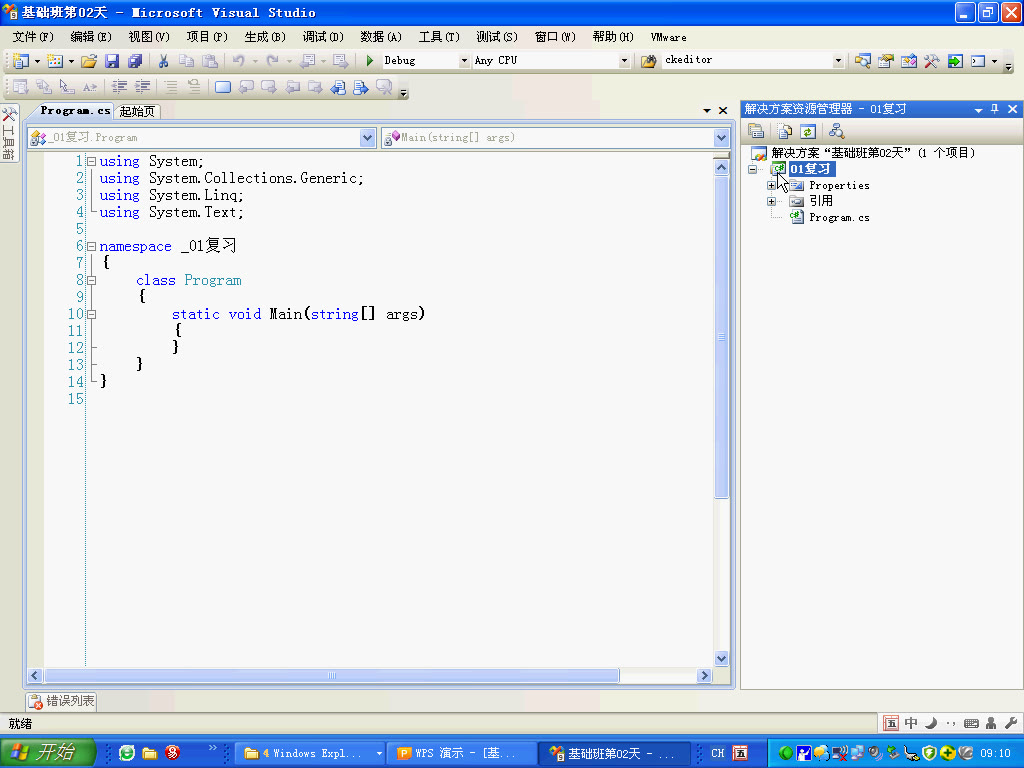 基础班第02天 - Microsoft Visual Studio
文件(F) 编辑(E) 视图(V) 项目(P) 生成(B) 调试(D) 数据(A) 工具(T) 测试(S) 窗口(W) 帮助(H) VMware
Debug Any CPU ckeditor
工具箱
Program.cs 起始页
_01复习.Program Main(string[] args)
1 using System;
2 using System.Collections.Generic;
3 using System.Linq;
4 using System.Text;
5
6 namespace _01复习
7 {
8 class Program
9 {
10 static void Main(string[] args)
11 {
12 }
13 }
14 }
15
解决方案资源管理器 - 01复习
解决方案“基础班第02天”(1 个项目)
01复习
Properties
引用
Program.cs
错误列表
就绪
五 中
开始 4 Windows Expl... WPS 演示 - [基... 基础班第02天 - ... CH 五 09:10